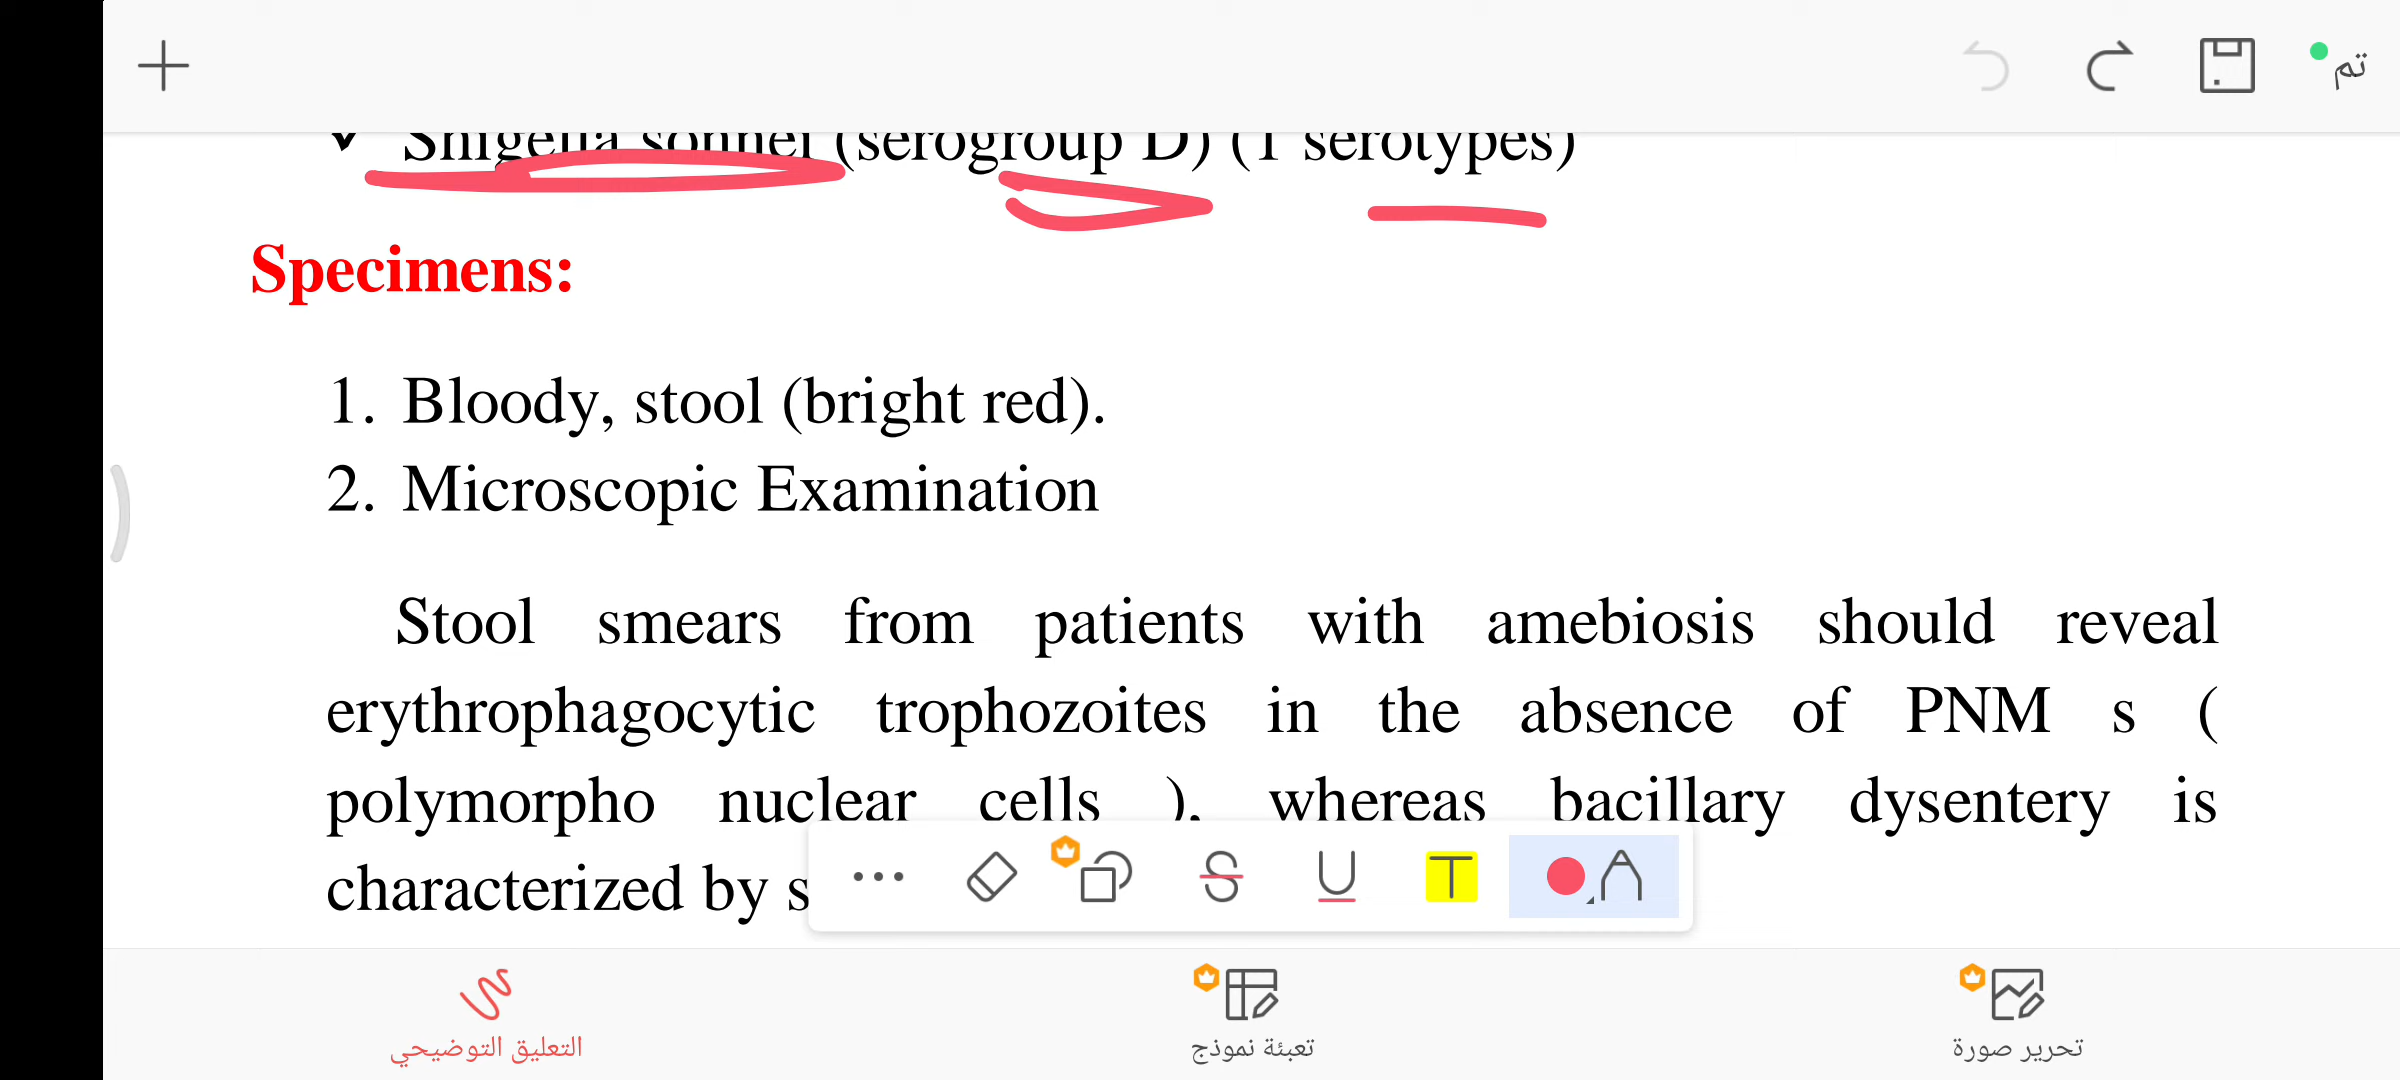 تم
Shigella sonnei (serogroup D) (1 serotypes)
Specimens:
1. Bloody, stool (bright red).
2. Microscopic Examination
Stool smears from patients with amebiosis should reveal
erythrophagocytic trophozoites in the absence of PNM s (
polymorpho nuclear cells ), whereas bacillary dysentery is
characterized by s
التعليق التوضيحي
تعبئة نموذج
تحرير صورة